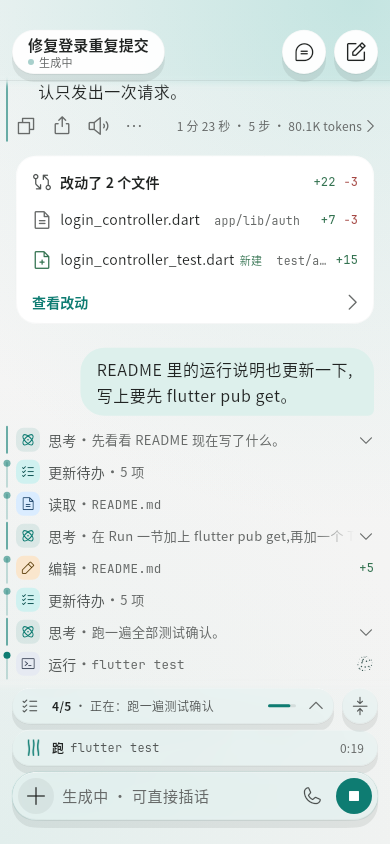 修复登录重复提交
生成中
认只发出一次请求。
1 分 23 秒 · 5 步 · 80.1K tokens
改动了 2 个文件 +22 -3
login_controller.dart app/lib/auth +7 -3
login_controller_test.dart 新建 test/a… +15
查看改动
README 里的运行说明也更新一下,
写上要先 flutter pub get。
思考 · 先看看 README 现在写了什么。
更新待办 · 5 项
读取 · README.md
思考 · 在 Run 一节加上 flutter pub get,再加一个
编辑 · README.md +5
更新待办 · 5 项
思考 · 跑一遍全部测试确认。
运行 · flutter test
4/5 · 正在：跑一遍测试确认
跑 flutter test 0:19
生成中 · 可直接插话